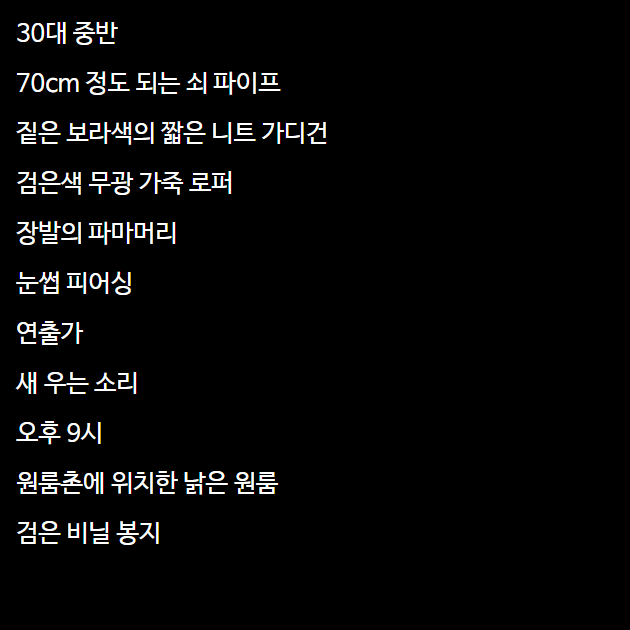 30대 중반
70cm 정도 되는 쇠 파이프
짙은 보라색의 짧은 니트 가디건
검은색 무광 가죽 로퍼
장발의 파마머리
눈썹 피어싱
연출가
새 우는 소리
오후 9시
원룸촌에 위치한 낡은 원룸
검은 비닐 봉지